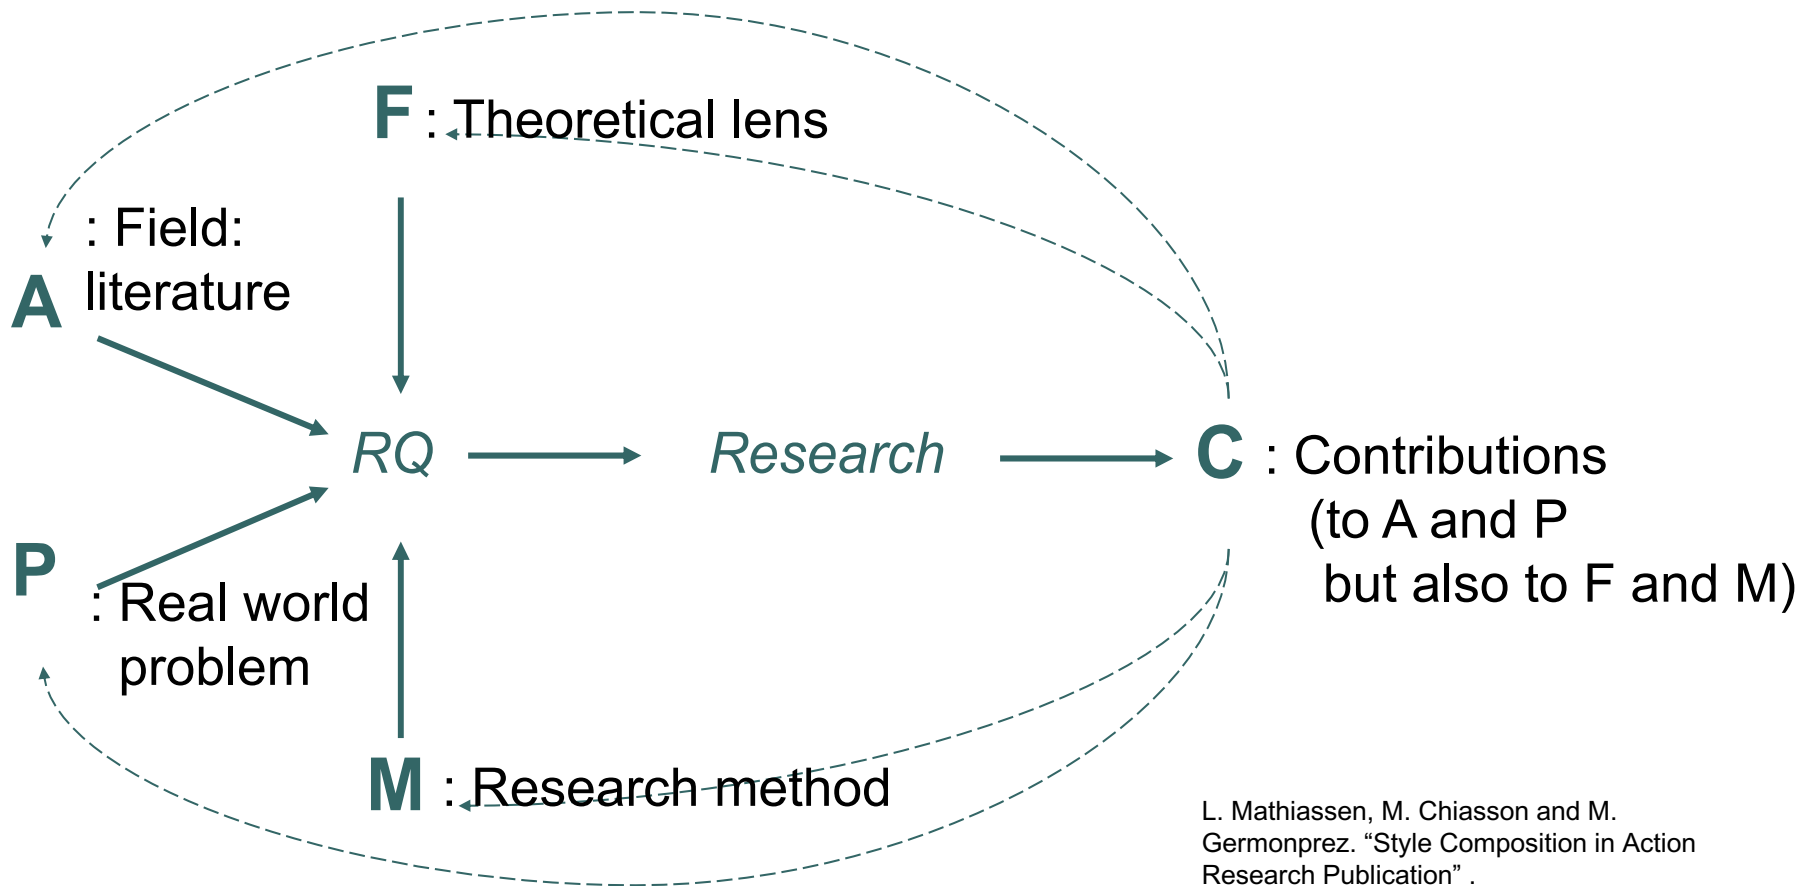 F : Theoretical lens
: Field:
A literature
RQ
Research
C : Contributions
(to A and P
but also to F and M)
P
: Real world
problem
M : Research method
L. Mathiassen, M. Chiasson and M.
Germonprez. “Style Composition in Action
Research Publication” .